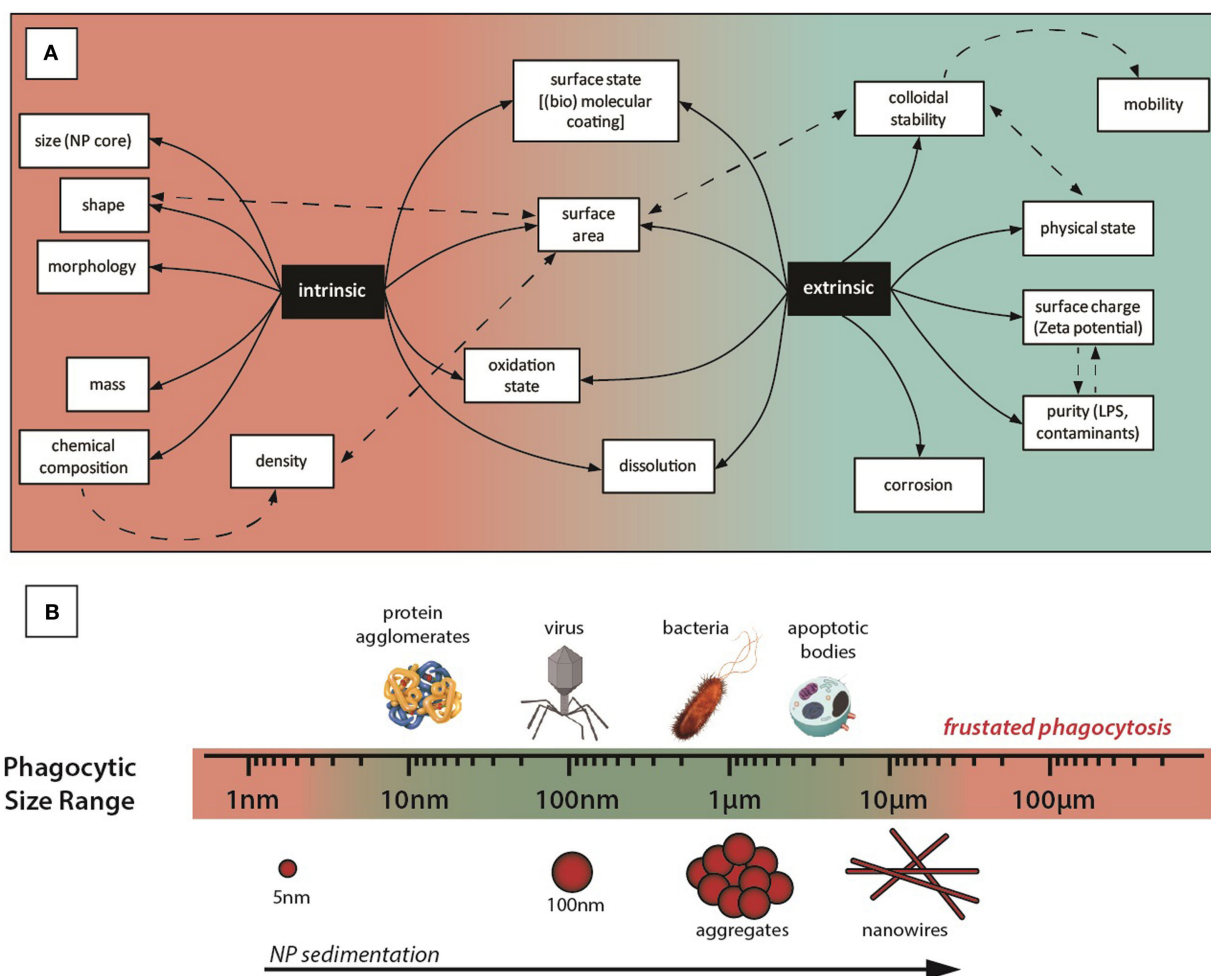 A
size (NP core)
shape
morphology
mass
chemical
composition
density
intrinsic
surface state
[(bio) molecular
coating]
surface
area
oxidation
state
dissolution
extrinsic
colloidal
stability
mobility
physical state
surface charge
(Zeta potential)
purity (LPS,
contaminants)
corrosion
B
protein
agglomerates
virus
bacteria
apoptotic
bodies
frustated phagocytosis
Phagocytic
Size Range
1nm 10nm 100nm 1μm 10μm 100μm
5nm
100nm
aggregates
nanowires
NP sedimentation